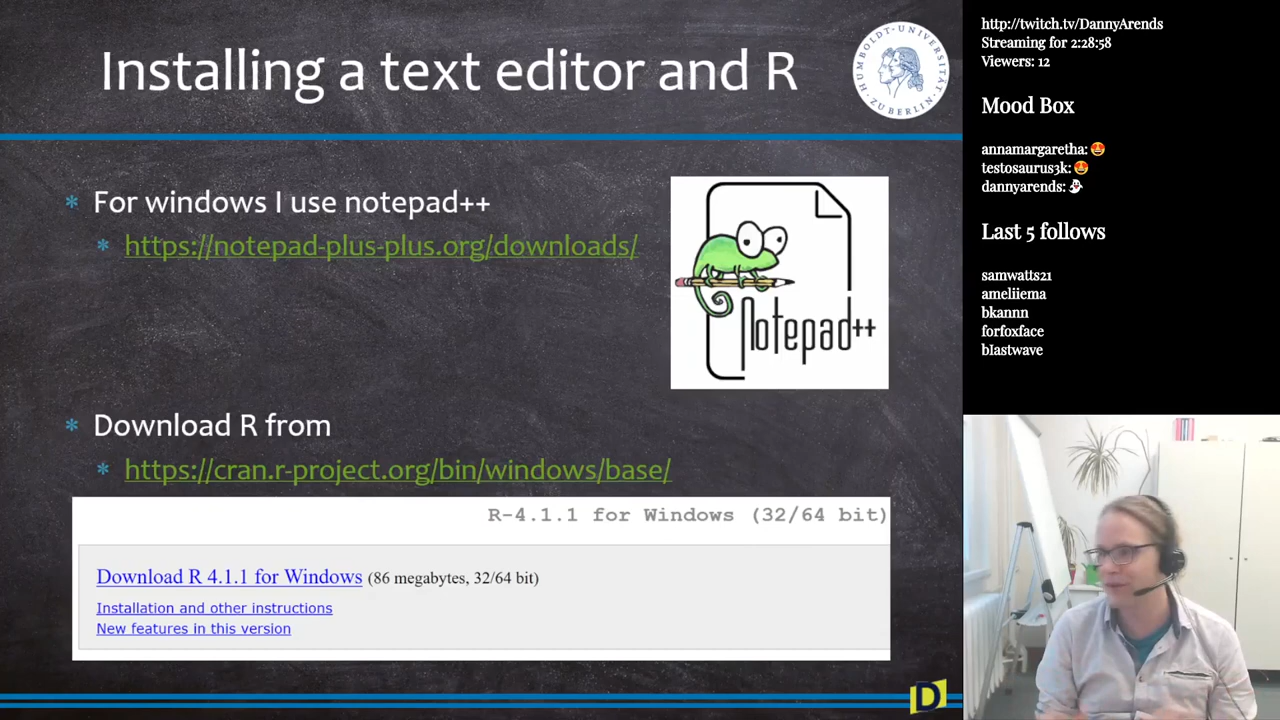 Installing a text editor and R
HUMBOLDT-UNIVERSITÄT ZU BERLIN
For windows I use notepad++
https://notepad-plus-plus.org/downloads/
Notepad++
Download R from
https://cran.r-project.org/bin/windows/base/
R-4.1.1 for Windows (32/64 bit)
Download R 4.1.1 for Windows (86 megabytes, 32/64 bit)
Installation and other instructions
New features in this version
D
http://twitch.tv/DannyArends
Streaming for 2:28:58
Viewers: 12
Mood Box
annamargaretha: 🤩
testosaurus3k: 🤩
dannyarends: 👻
Last 5 follows
samwatts21
ameliiema
bkannn
forfoxface
blastwave